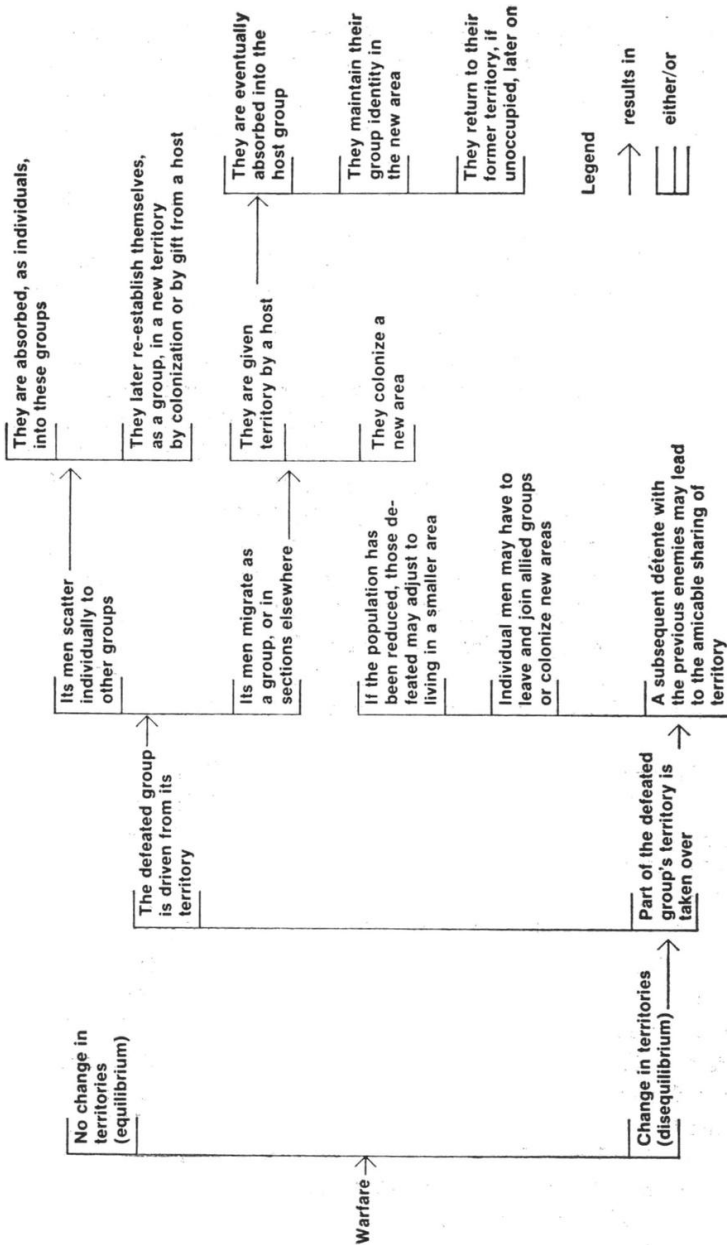 Warfare
No change in
territories
(equilibrium)
Change in territories
(disequilibrium)
The defeated group
is driven from its
territory
Part of the defeated
group's territory is
taken over
Its men scatter
individually to
other groups
Its men migrate as
a group, or in
sections elsewhere
If the population has
been reduced, those de-
feated may adjust to
living in a smaller area
Individual men may have to
leave and join allied groups
or colonize new areas
A subsequent détente with
the previous enemies may lead
to the amicable sharing of
territory
They are absorbed, as individuals,
into these groups
They later re-establish themselves,
as a group, in a new territory
by colonization or by gift from a host
They are given
territory by a host
They colonize a
new area
They are eventually
absorbed into the
host group
They maintain their
group identity in
the new area
They return to their
former territory, if
unoccupied, later on
Legend
results in
either/or